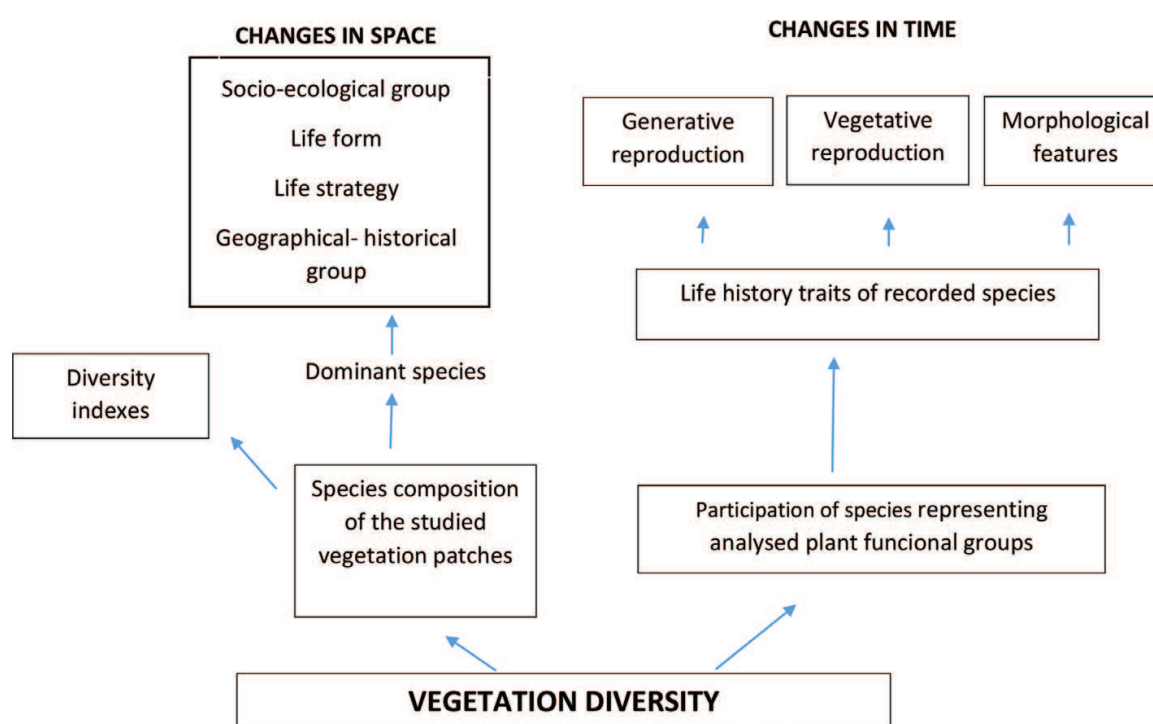 CHANGES IN SPACE
Socio-ecological group
Life form
Life strategy
Geographical- historical
group
Diversity
indexes
Dominant species
Species composition
of the studied
vegetation patches
CHANGES IN TIME
Generative
reproduction
Vegetative
reproduction
Morphological
features
Life history traits of recorded species
Participation of species representing
analysed plant funcional groups
VEGETATION DIVERSITY